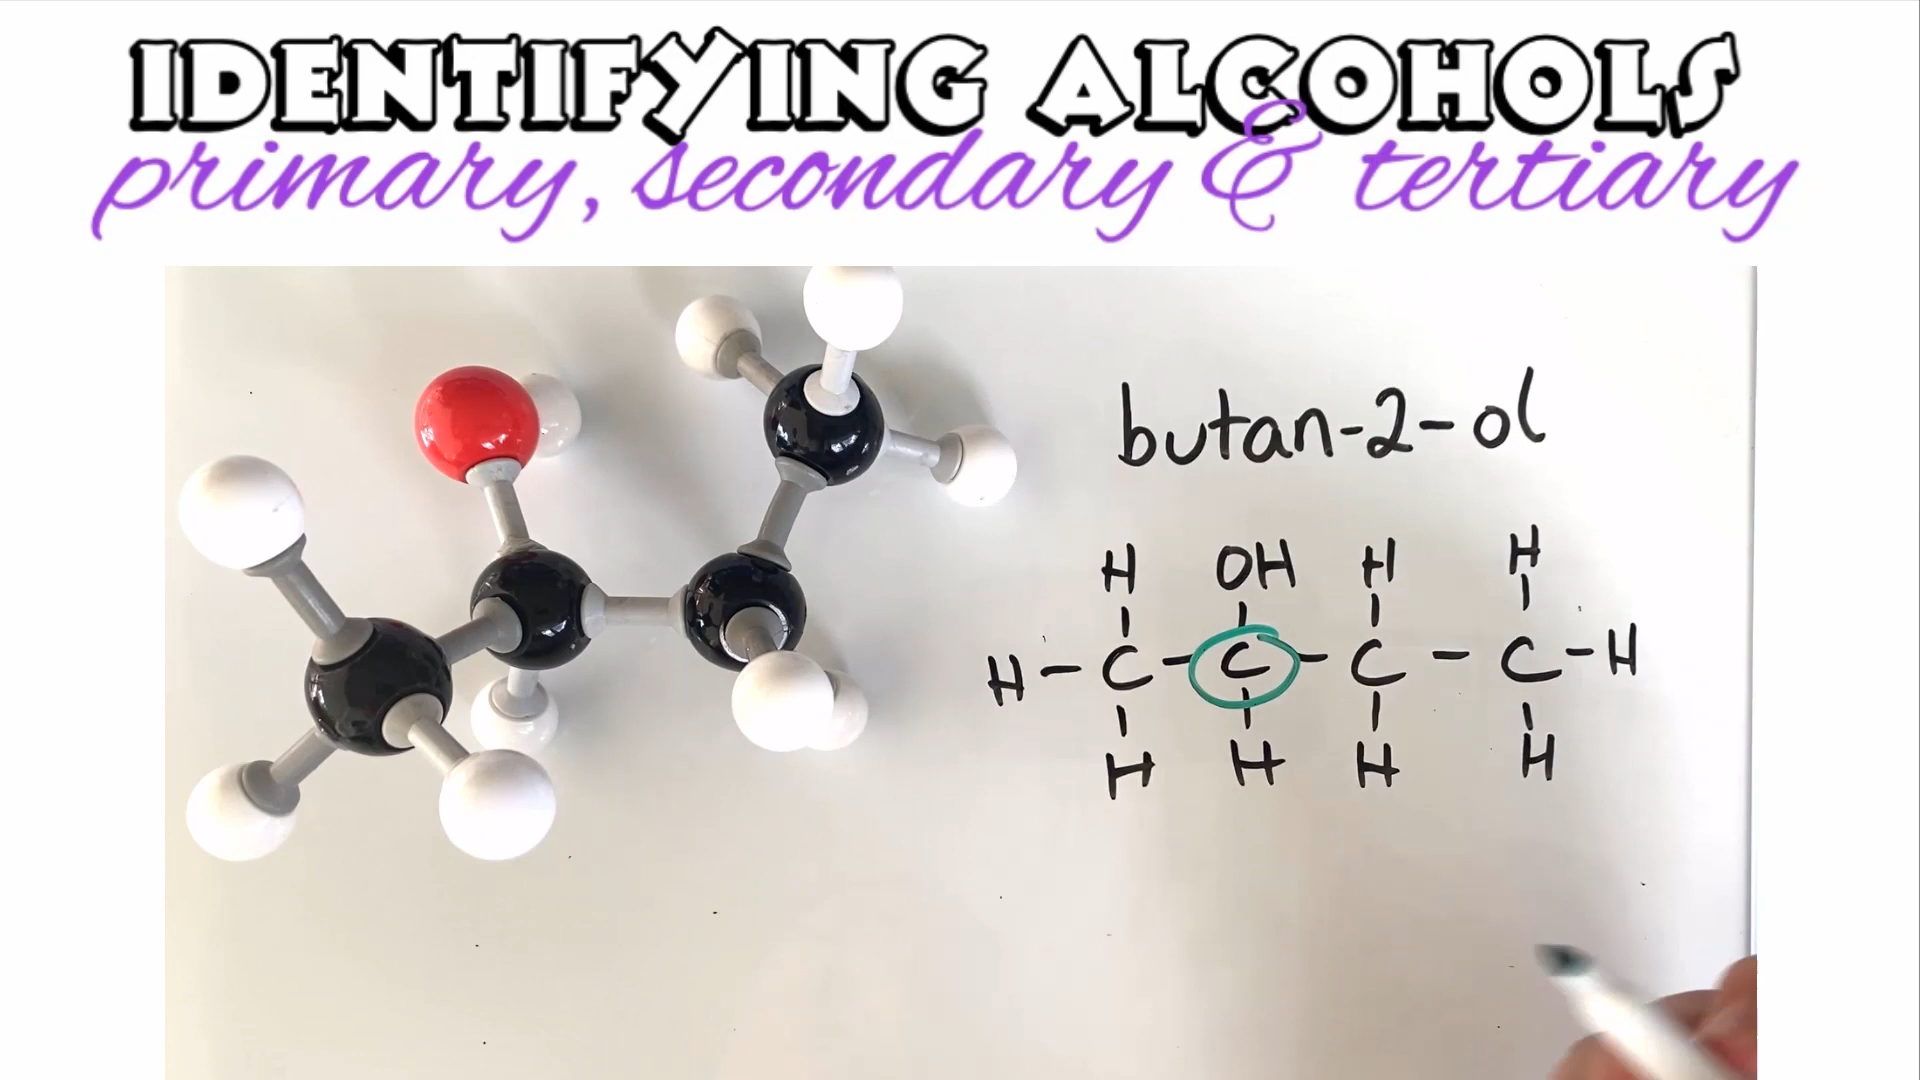 IDENTIFYING ALCOHOLS
primary, secondary & tertiary
butan-2-ol
H OH H H
H-C-C-C-C-H
H H H H